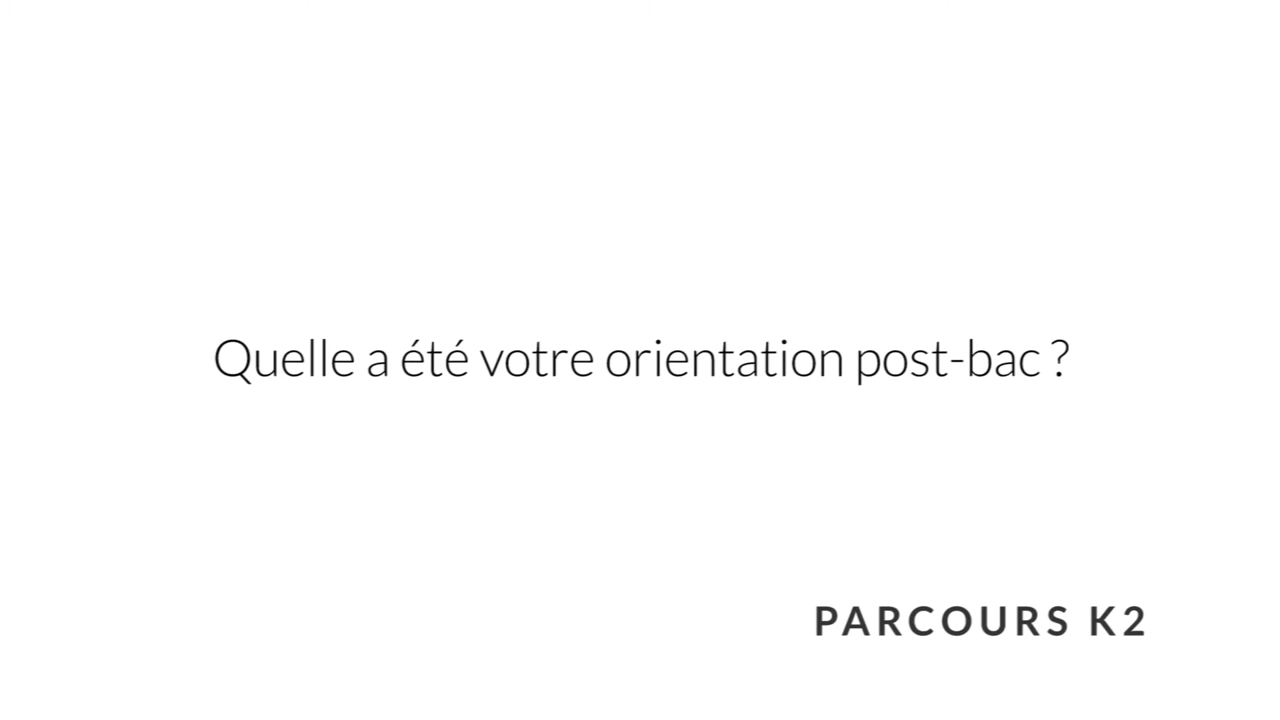 Quelle a été votre orientation post-bac ?
PARCOURS K2